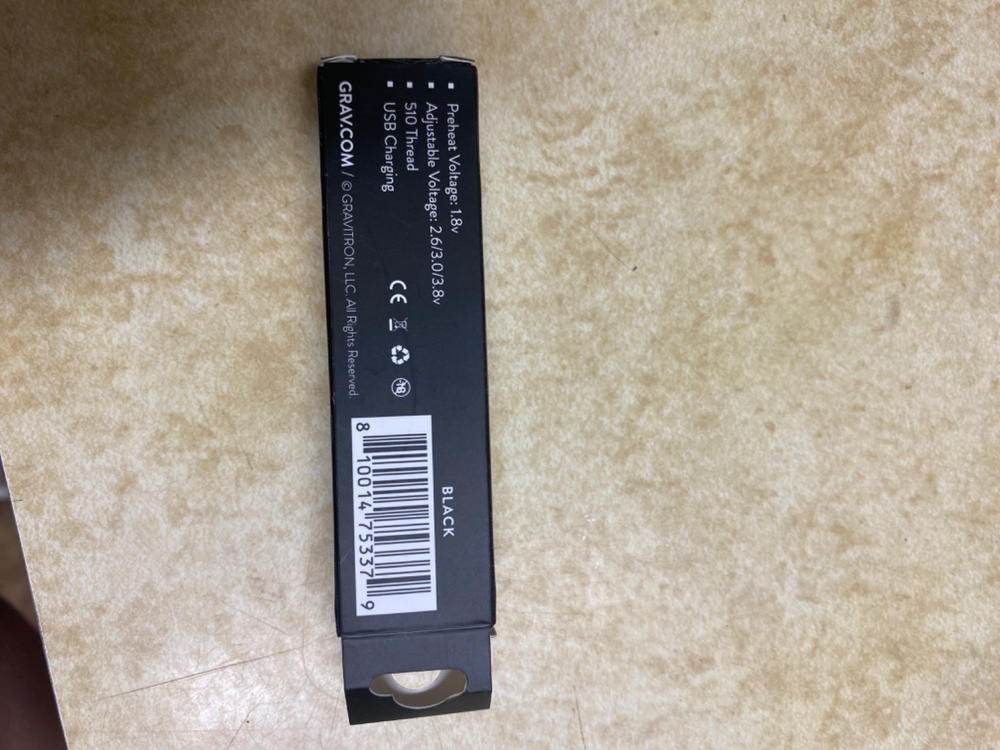 ▪ Preheat Voltage: 1.8v
▪ Adjustable Voltage: 2.6/3.0/3.8v
▪ 510 Thread
▪ USB Charging
CE
18
GRAV.COM / © GRAVITRON, LLC. All Rights Reserved.
BLACK
8 10014 75337 9